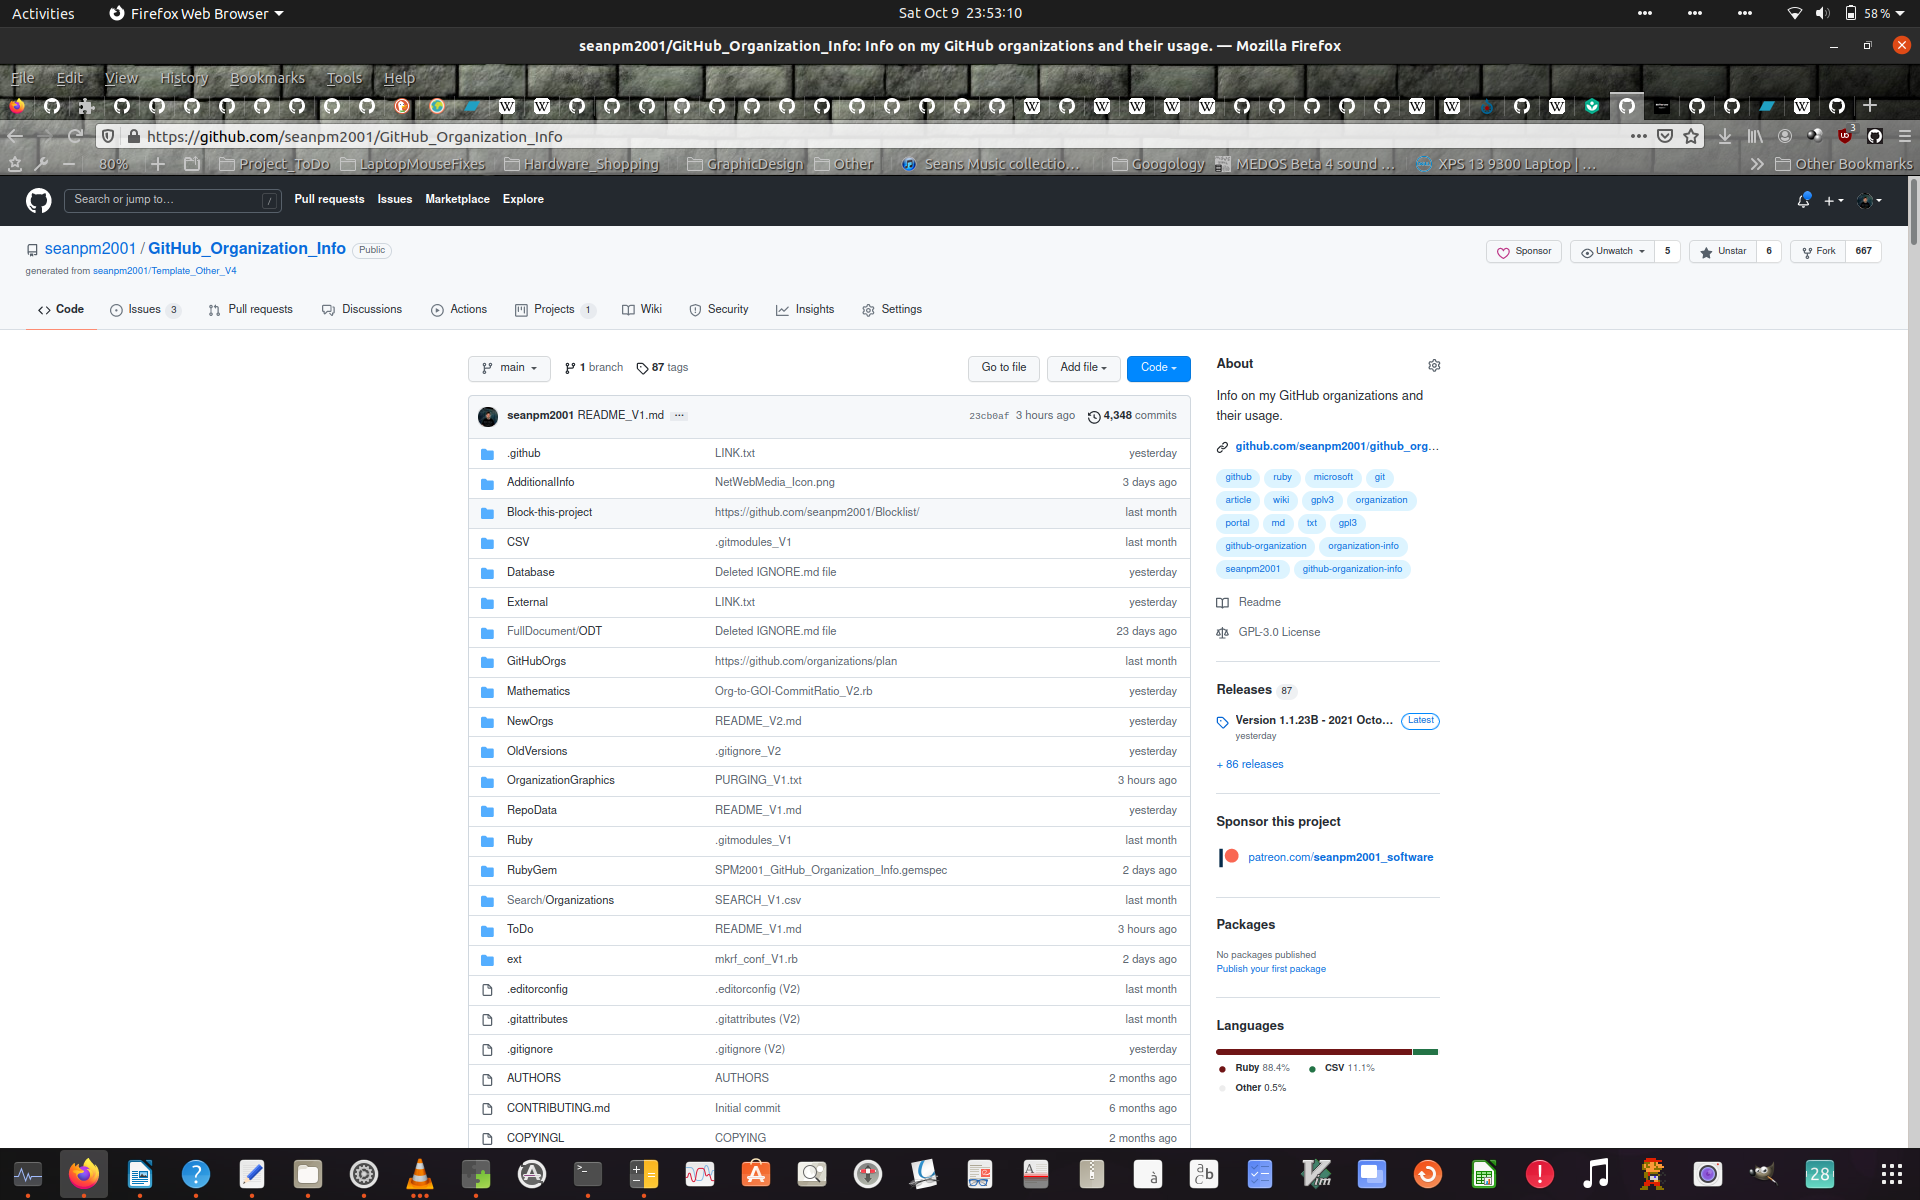 Activities Firefox Web Browser Sat Oct 9 23:53:10 58 %
seanpm2001/GitHub_Organization_Info: Info on my GitHub organizations and their usage. — Mozilla Firefox
File Edit View History Bookmarks Tools Help
https://github.com/seanpm2001/GitHub_Organization_Info 3
80% Project_ToDo LaptopMouseFixes Hardware_Shopping GraphicDesign Other Seans Music collectio… Googology MEDOS Beta 4 sound … XPS 13 9300 Laptop | … Other Bookmarks
Search or jump to… / Pull requests Issues Marketplace Explore
seanpm2001 / GitHub_Organization_Info Public Sponsor Unwatch 5 Unstar 6 Fork 667
generated from seanpm2001/Template_Other_V4
Code Issues 3 Pull requests Discussions Actions Projects 1 Wiki Security Insights Settings
main 1 branch 87 tags Go to file Add file Code
seanpm2001 README_V1.md ... 23cb0af 3 hours ago 4,348 commits
.github LINK.txt yesterday
AdditionalInfo NetWebMedia_Icon.png 3 days ago
Block-this-project https://github.com/seanpm2001/Blocklist/ last month
CSV .gitmodules_V1 last month
Database Deleted IGNORE.md file yesterday
External LINK.txt yesterday
FullDocument/ODT Deleted IGNORE.md file 23 days ago
GitHubOrgs https://github.com/organizations/plan last month
Mathematics Org-to-GOI-CommitRatio_V2.rb yesterday
NewOrgs README_V2.md yesterday
OldVersions .gitignore_V2 yesterday
OrganizationGraphics PURGING_V1.txt 3 hours ago
RepoData README_V1.md yesterday
Ruby .gitmodules_V1 last month
RubyGem SPM2001_GitHub_Organization_Info.gemspec 2 days ago
Search/Organizations SEARCH_V1.csv last month
ToDo README_V1.md 3 hours ago
ext mkrf_conf_V1.rb 2 days ago
.editorconfig .editorconfig (V2) last month
.gitattributes .gitattributes (V2) last month
.gitignore .gitignore (V2) yesterday
AUTHORS AUTHORS 2 months ago
CONTRIBUTING.md Initial commit 6 months ago
COPYINGL COPYING 2 months ago
About
Info on my GitHub organizations and
their usage.
github.com/seanpm2001/github_org…
github ruby microsoft git
article wiki gplv3 organization
portal md txt gpl3
github-organization organization-info
seanpm2001 github-organization-info
Readme
GPL-3.0 License
Releases 87
Version 1.1.23B - 2021 Octo… Latest
yesterday
+ 86 releases
Sponsor this project
patreon.com/seanpm2001_software
Packages
No packages published
Publish your first package
Languages
Ruby 88.4% CSV 11.1%
Other 0.5%
28